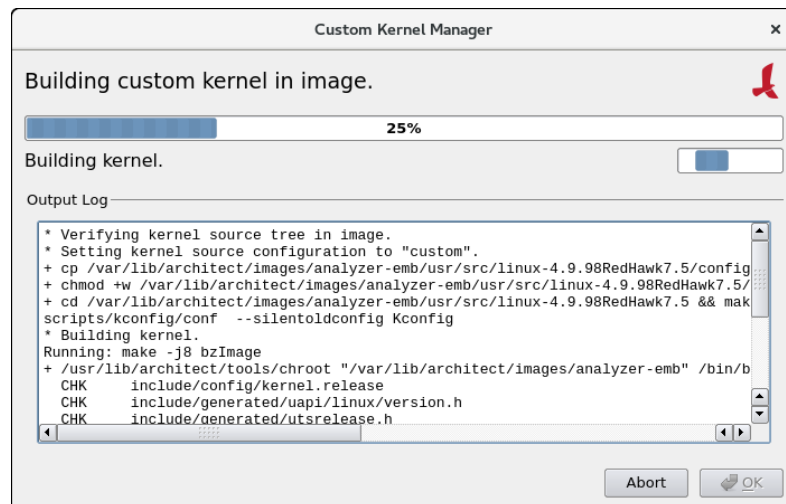 Custom Kernel Manager
Building custom kernel in image.
25%
Building kernel.
Output Log
* Verifying kernel source tree in image.
* Setting kernel source configuration to "custom".
+ cp /var/lib/architect/images/analyzer-emb/usr/src/linux-4.9.98RedHawk7.5/config
+ chmod +w /var/lib/architect/images/analyzer-emb/usr/src/linux-4.9.98RedHawk7.5/
+ cd /var/lib/architect/images/analyzer-emb/usr/src/linux-4.9.98RedHawk7.5 && mak
scripts/kconfig/conf  --silentoldconfig Kconfig
* Building kernel.
Running: make -j8 bzImage
+ /usr/lib/architect/tools/chroot "/var/lib/architect/images/analyzer-emb" /bin/b
  CHK     include/config/kernel.release
  CHK     include/generated/uapi/linux/version.h
  CHK     include/generated/utsrelease.h
Abort OK